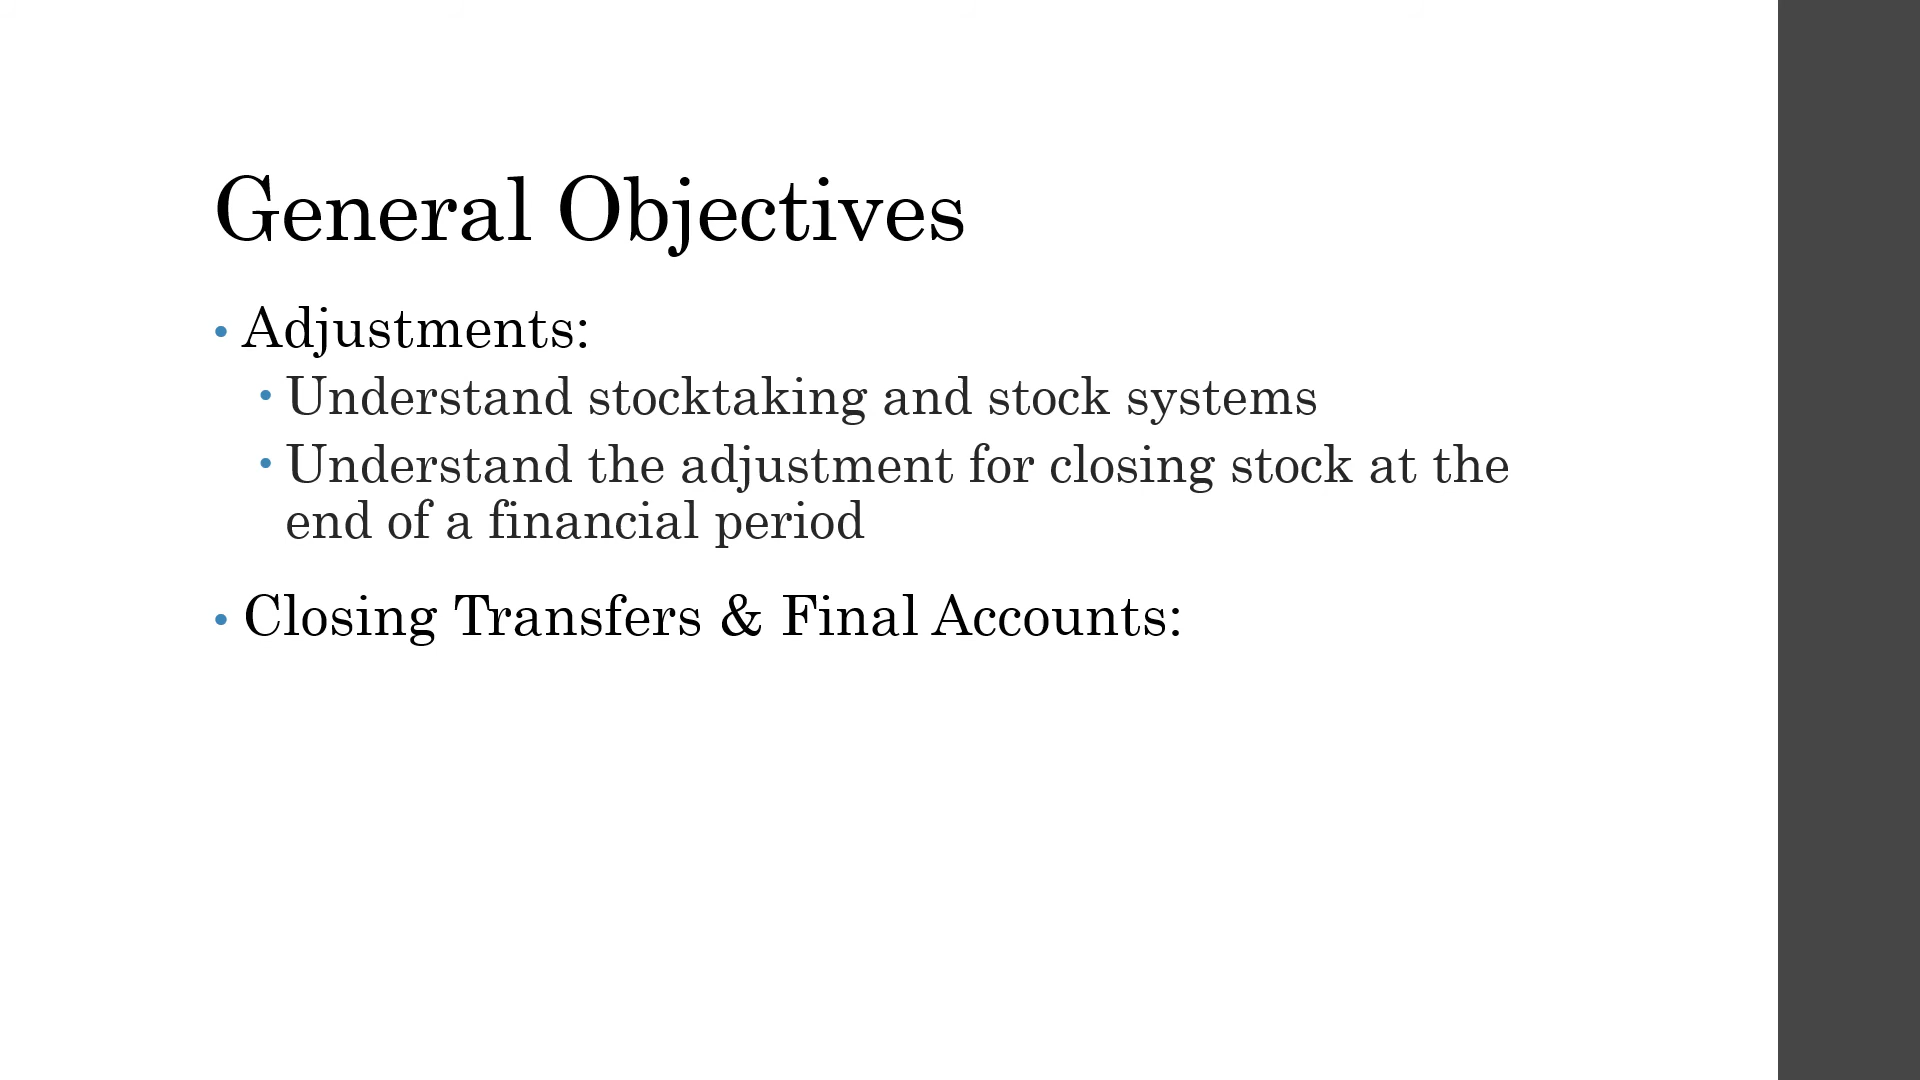 General Objectives
• Adjustments:
• Understand stocktaking and stock systems
• Understand the adjustment for closing stock at the
end of a financial period
• Closing Transfers & Final Accounts: